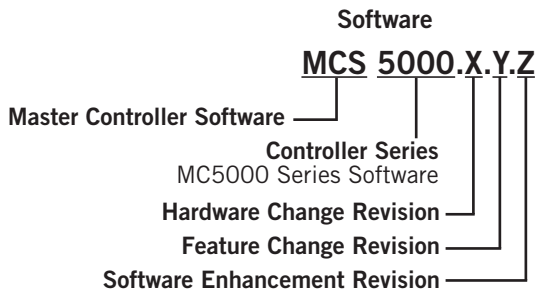 Software
MCS 5000.X.Y.Z
Master Controller Software
Controller Series
MC5000 Series Software
Hardware Change Revision
Feature Change Revision
Software Enhancement Revision